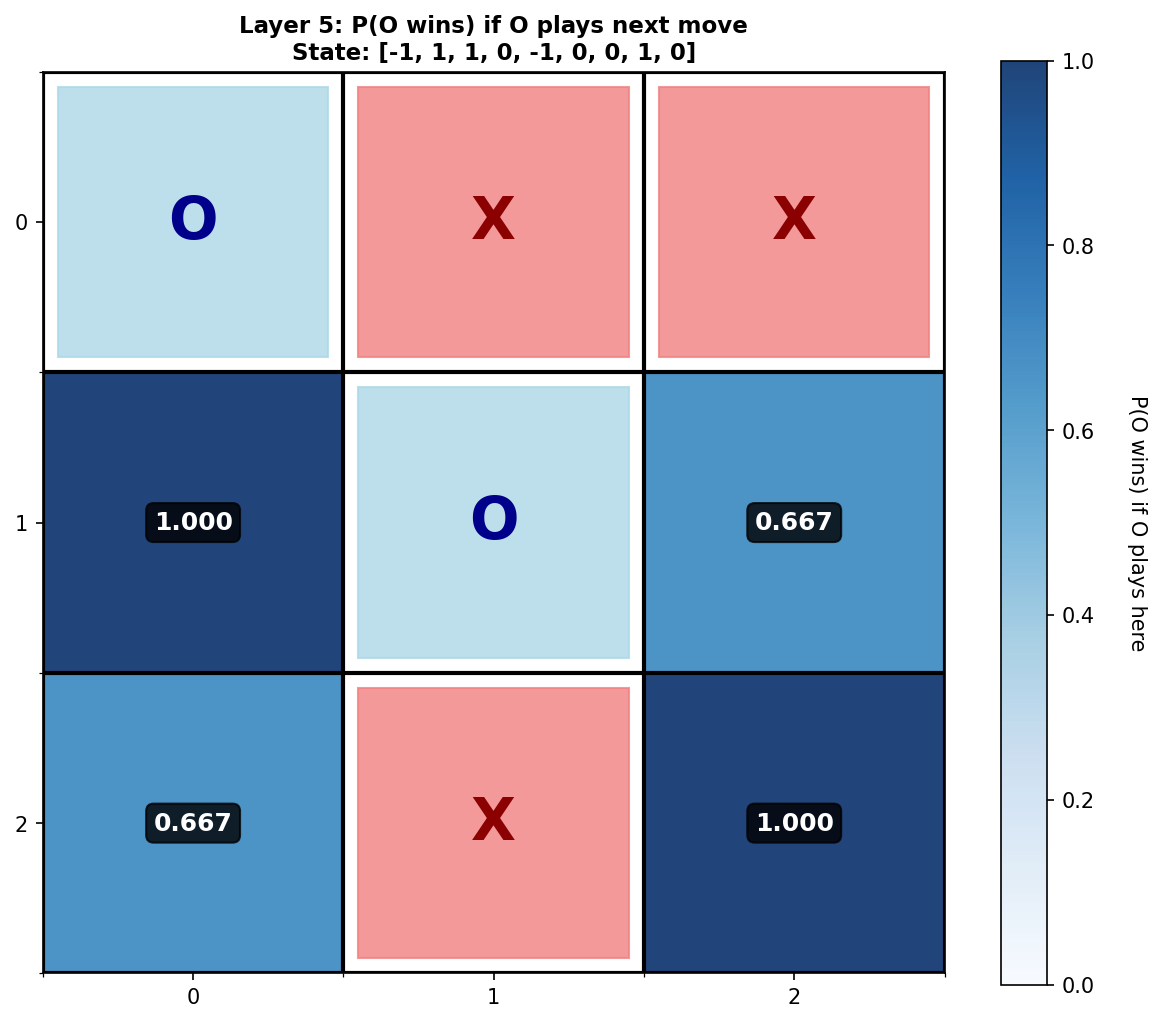 Layer 5: P(O wins) if O plays next move
State: [-1, 1, 1, 0, -1, 0, 0, 1, 0]
0
O
X
X
1
1.000
O
0.667
2
0.667
X
1.000
0
1
2
1.0
0.8
0.6
0.4
0.2
0.0
P(O wins) if O plays here